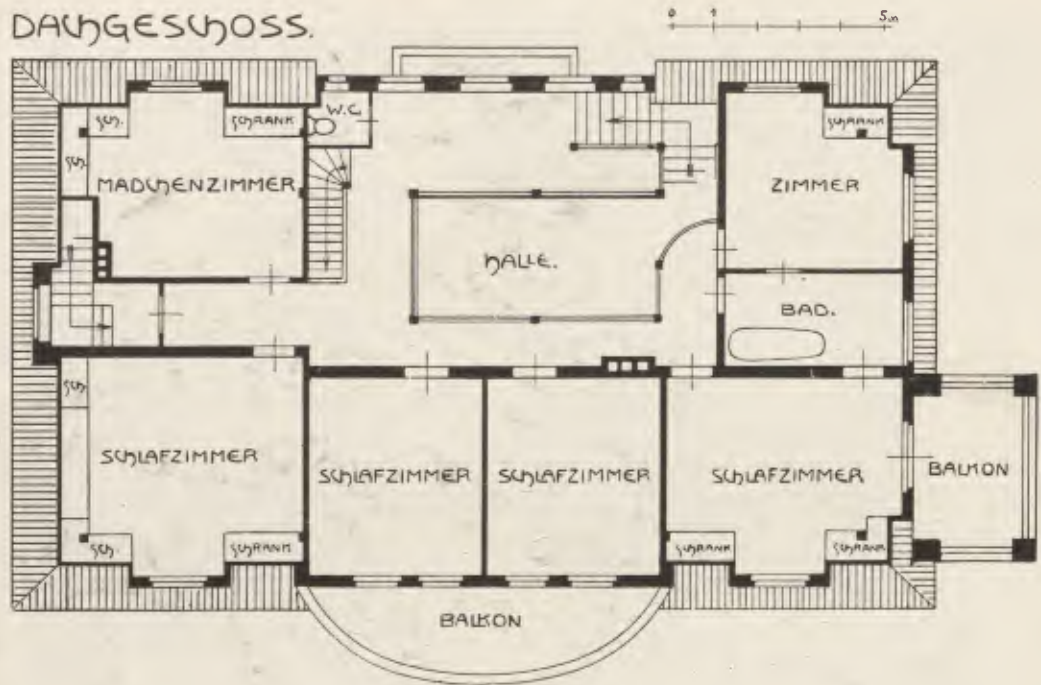 DACHGESCHOSS.
0 1 5m
W.C.
SCH. SCHRANK
SCHRANK
SCH
MADCHENZIMMER
ZIMMER
HALLE.
BAD.
SCH
SCHLAFZIMMER
SCHLAFZIMMER
SCHLAFZIMMER
SCHLAFZIMMER
BALKON
SCH. SCHRANK
SCHRANK
SCHRANK
BALKON